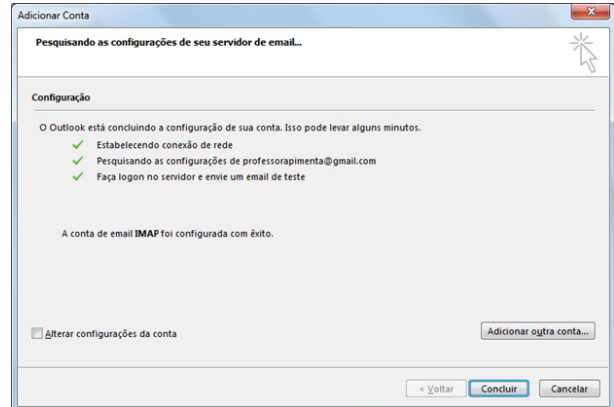 Adicionar Conta
Pesquisando as configurações de seu servidor de email...
Configuração
O Outlook está concluindo a configuração de sua conta. Isso pode levar alguns minutos.
Estabelecendo conexão de rede
Pesquisando as configurações de professorapimenta@gmail.com
Faça logon no servidor e envie um email de teste
A conta de email IMAP foi configurada com êxito.
Alterar configurações da conta
Adicionar outra conta...
< Voltar
Concluir
Cancelar